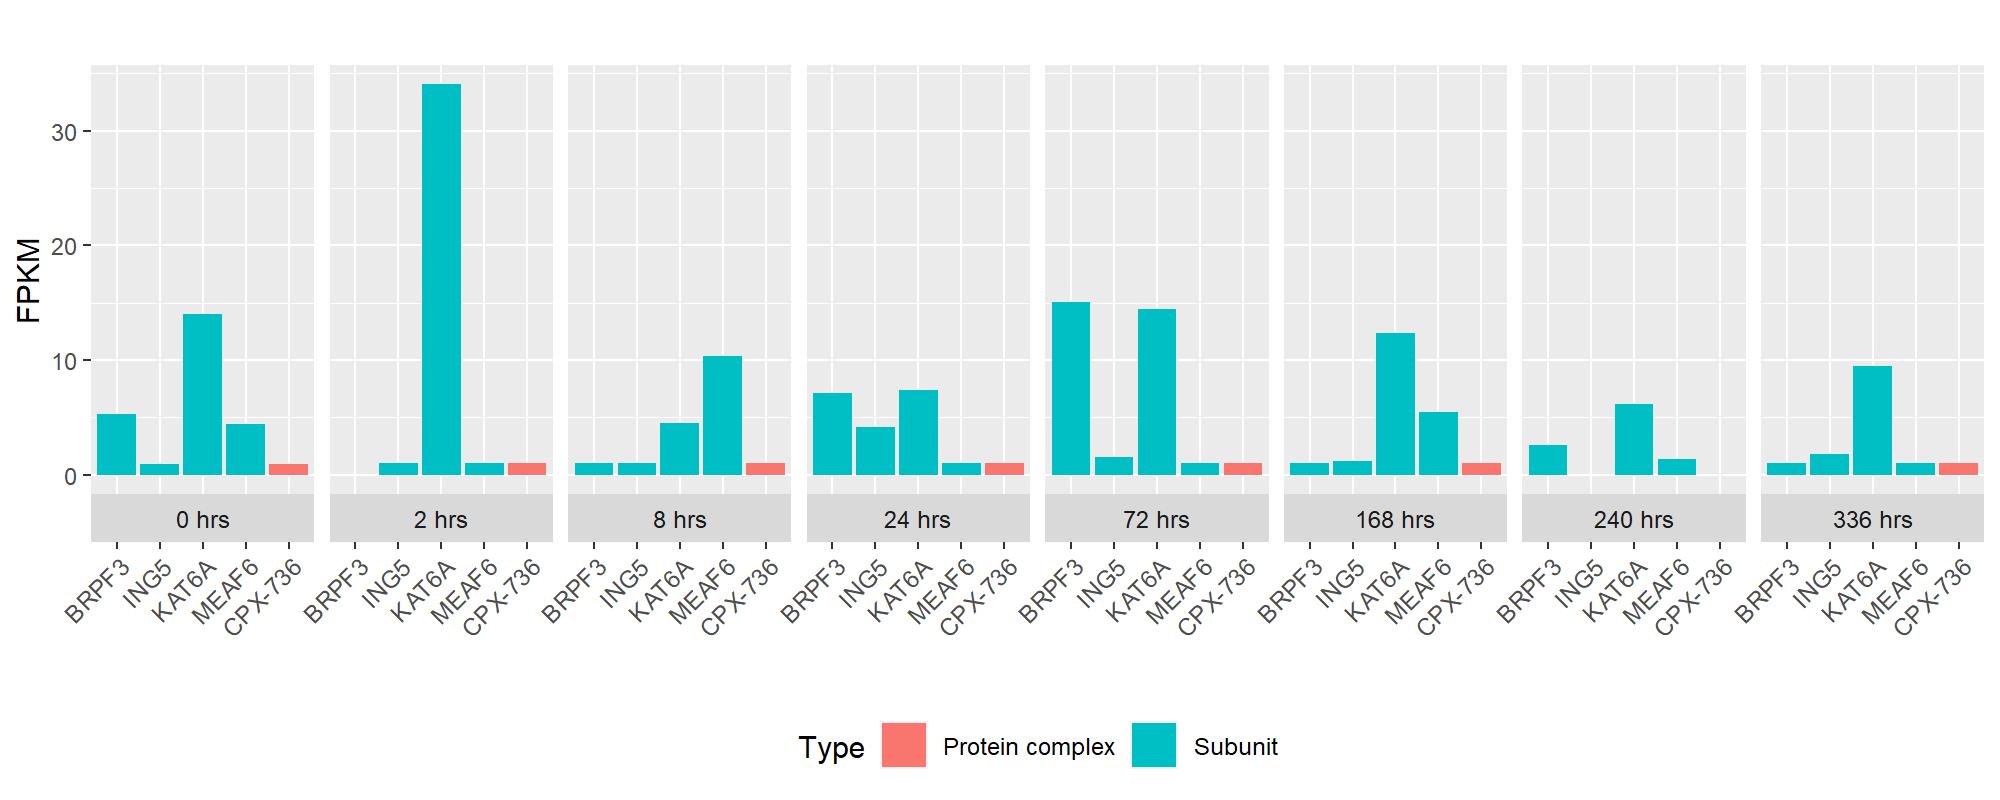 FPKM
30
20
10
0
0 hrs 2 hrs 8 hrs 24 hrs 72 hrs 168 hrs 240 hrs 336 hrs
BRPF3 ING5 KAT6A MEAF6 CPX-736 BRPF3 ING5 KAT6A MEAF6 CPX-736 BRPF3 ING5 KAT6A MEAF6 CPX-736 BRPF3 ING5 KAT6A MEAF6 CPX-736 BRPF3 ING5 KAT6A MEAF6 CPX-736 BRPF3 ING5 KAT6A MEAF6 CPX-736 BRPF3 ING5 KAT6A MEAF6 CPX-736 BRPF3 ING5 KAT6A MEAF6 CPX-736
Type Protein complex Subunit